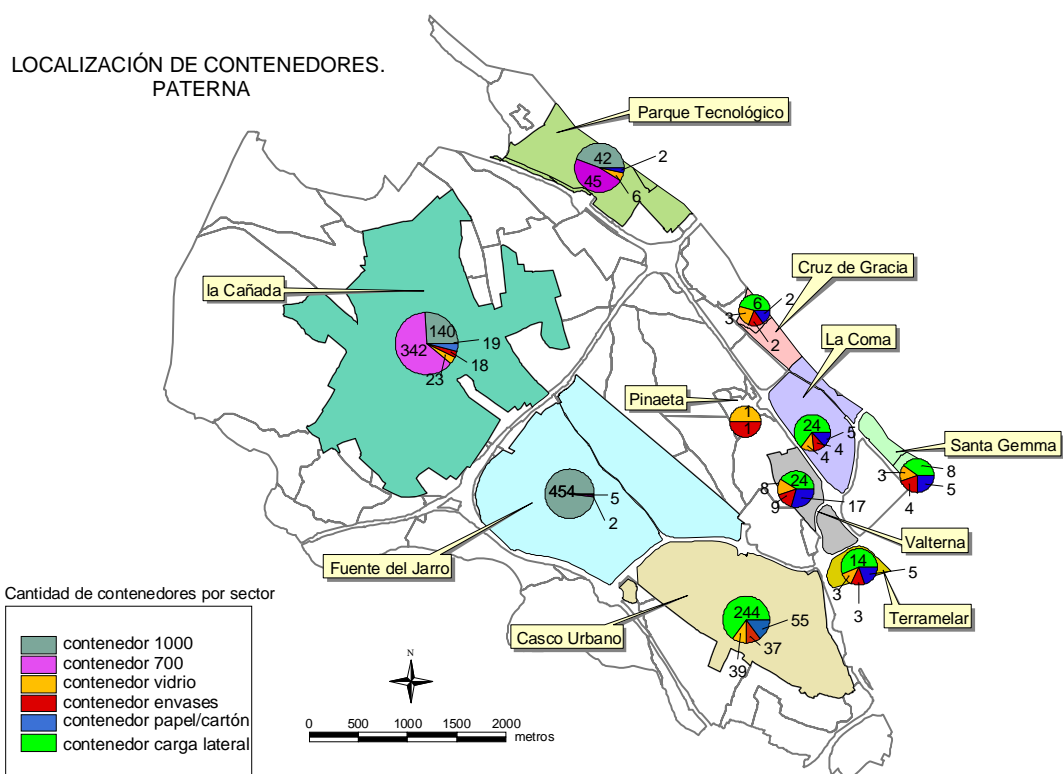 LOCALIZACIÓN DE CONTENEDORES.
PATERNA
Parque Tecnológico
42
2
45
6
Cruz de Gracia
6
2
3
2
la Cañada
140
19
342
18
23
La Coma
Pinaeta
1
1
24
5
4
4
Santa Gemma
8
3
5
4
24
8
17
9
Valterna
454
5
2
Fuente del Jarro
14
5
3
3
Terramelar
Casco Urbano
244
55
37
39
Cantidad de contenedores por sector
contenedor 1000
contenedor 700
contenedor vidrio
contenedor envases
contenedor papel/cartón
contenedor carga lateral
N
0 500 1000 1500 2000
metros